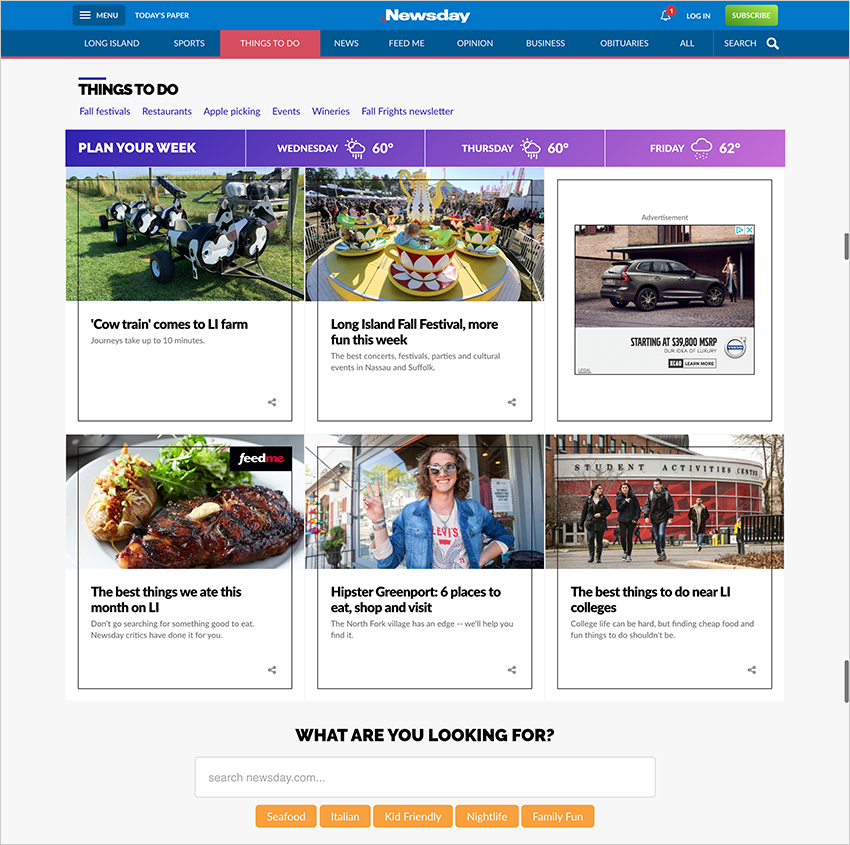 MENU
TODAY'S PAPER
Newsday
1
LOG IN
SUBSCRIBE
LONG ISLAND
SPORTS
THINGS TO DO
NEWS
FEED ME
OPINION
BUSINESS
OBITUARIES
ALL
SEARCH
THINGS TO DO
Fall festivals
Restaurants
Apple picking
Events
Wineries
Fall Frights newsletter
PLAN YOUR WEEK
WEDNESDAY 60°
THURSDAY 60°
FRIDAY 62°
'Cow train' comes to LI farm
Journeys take up to 10 minutes.
Long Island Fall Festival, more
fun this week
The best concerts, festivals, parties and cultural
events in Nassau and Suffolk.
Advertisement
STARTING AT $39,800 MSRP
OUR IDEA OF LUXURY
XC60 LEARN MORE
VOLVO
LEGAL
feedme
The best things we ate this
month on LI
Don't go searching for something good to eat.
Newsday critics have done it for you.
LEVI'S
Hipster Greenport: 6 places to
eat, shop and visit
The North Fork village has an edge -- we'll help you
find it.
STUDENT ACTIVITIES CENTE
The best things to do near LI
colleges
College life can be hard, but finding cheap food and
fun things to do shouldn't be.
WHAT ARE YOU LOOKING FOR?
search newsday.com...
Seafood
Italian
Kid Friendly
Nightlife
Family Fun